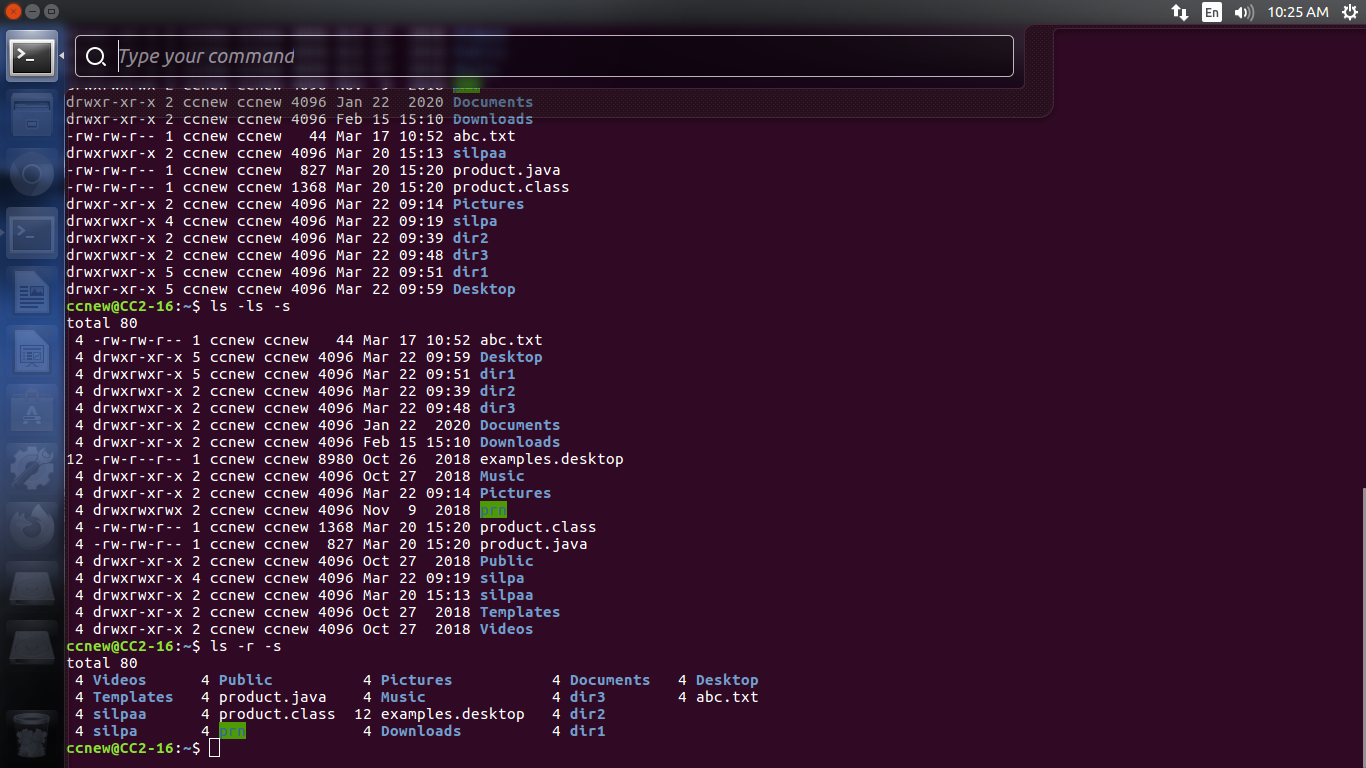 En 10:25 AM
Type your command
drwxr-xr-x 2 ccnew ccnew 4096 Jan 22  2020 Documents
drwxr-xr-x 2 ccnew ccnew 4096 Feb 15 15:10 Downloads
-rw-rw-r-- 1 ccnew ccnew   44 Mar 17 10:52 abc.txt
drwxrwxr-x 2 ccnew ccnew 4096 Mar 20 15:13 silpaa
-rw-rw-r-- 1 ccnew ccnew  827 Mar 20 15:20 product.java
-rw-rw-r-- 1 ccnew ccnew 1368 Mar 20 15:20 product.class
drwxr-xr-x 2 ccnew ccnew 4096 Mar 22 09:14 Pictures
drwxrwxr-x 4 ccnew ccnew 4096 Mar 22 09:19 silpa
drwxrwxr-x 2 ccnew ccnew 4096 Mar 22 09:39 dir2
drwxrwxr-x 2 ccnew ccnew 4096 Mar 22 09:48 dir3
drwxrwxr-x 5 ccnew ccnew 4096 Mar 22 09:51 dir1
drwxr-xr-x 5 ccnew ccnew 4096 Mar 22 09:59 Desktop
ccnew@CC2-16:~$ ls -ls -s
total 80
 4 -rw-rw-r-- 1 ccnew ccnew   44 Mar 17 10:52 abc.txt
 4 drwxr-xr-x 5 ccnew ccnew 4096 Mar 22 09:59 Desktop
 4 drwxrwxr-x 5 ccnew ccnew 4096 Mar 22 09:51 dir1
 4 drwxrwxr-x 2 ccnew ccnew 4096 Mar 22 09:39 dir2
 4 drwxrwxr-x 2 ccnew ccnew 4096 Mar 22 09:48 dir3
 4 drwxr-xr-x 2 ccnew ccnew 4096 Jan 22  2020 Documents
 4 drwxr-xr-x 2 ccnew ccnew 4096 Feb 15 15:10 Downloads
12 -rw-r--r-- 1 ccnew ccnew 8980 Oct 26  2018 examples.desktop
 4 drwxr-xr-x 2 ccnew ccnew 4096 Oct 27  2018 Music
 4 drwxr-xr-x 2 ccnew ccnew 4096 Mar 22 09:14 Pictures
 4 drwxrwxrwx 2 ccnew ccnew 4096 Nov  9  2018 prn
 4 -rw-rw-r-- 1 ccnew ccnew 1368 Mar 20 15:20 product.class
 4 -rw-rw-r-- 1 ccnew ccnew  827 Mar 20 15:20 product.java
 4 drwxr-xr-x 2 ccnew ccnew 4096 Oct 27  2018 Public
 4 drwxrwxr-x 4 ccnew ccnew 4096 Mar 22 09:19 silpa
 4 drwxrwxr-x 2 ccnew ccnew 4096 Mar 20 15:13 silpaa
 4 drwxr-xr-x 2 ccnew ccnew 4096 Oct 27  2018 Templates
 4 drwxr-xr-x 2 ccnew ccnew 4096 Oct 27  2018 Videos
ccnew@CC2-16:~$ ls -r -s
total 80
 4 Videos      4 Public          4 Pictures           4 Documents   4 Desktop
 4 Templates   4 product.java    4 Music              4 dir3        4 abc.txt
 4 silpaa      4 product.class  12 examples.desktop   4 dir2
 4 silpa       4 prn             4 Downloads          4 dir1
ccnew@CC2-16:~$